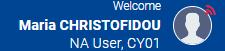 Welcome
Maria CHRISTOFIDOU
NA User, CY01